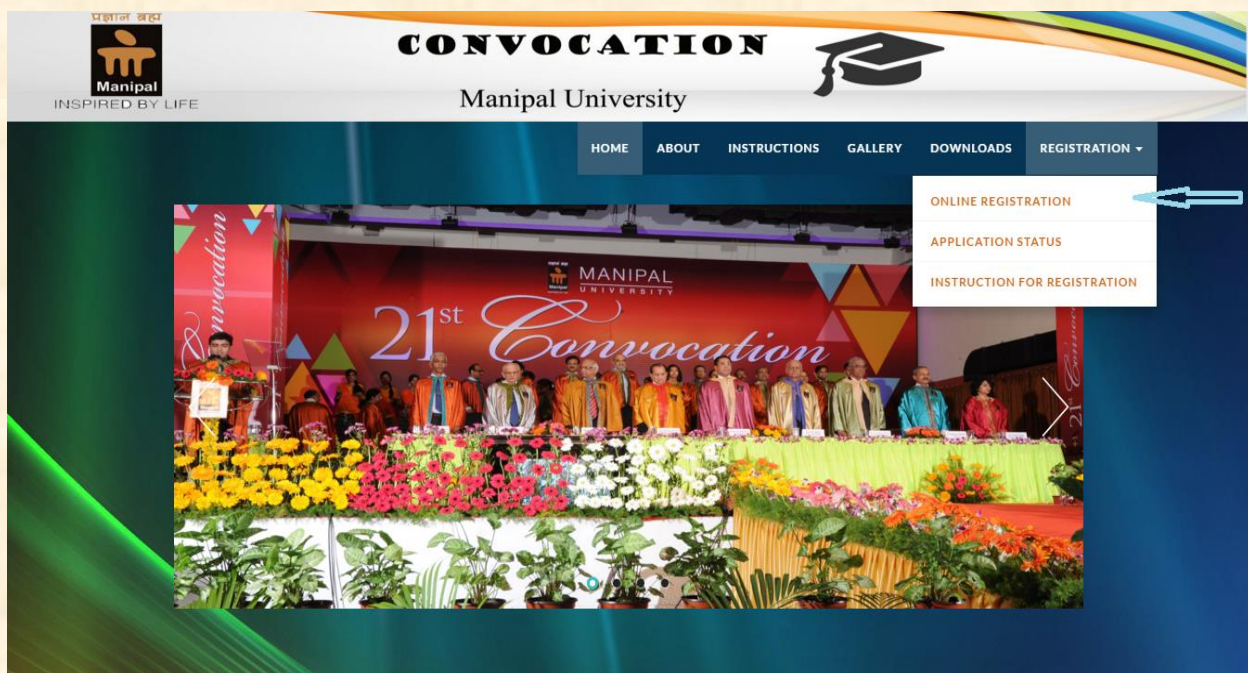 प्रज्ञानं ब्रह्म
Manipal
INSPIRED BY LIFE
CONVOCATION
Manipal University
HOME ABOUT INSTRUCTIONS GALLERY DOWNLOADS REGISTRATION
ONLINE REGISTRATION
APPLICATION STATUS
INSTRUCTION FOR REGISTRATION
MANIPAL
UNIVERSITY
21st Convocation
Convocation
21st